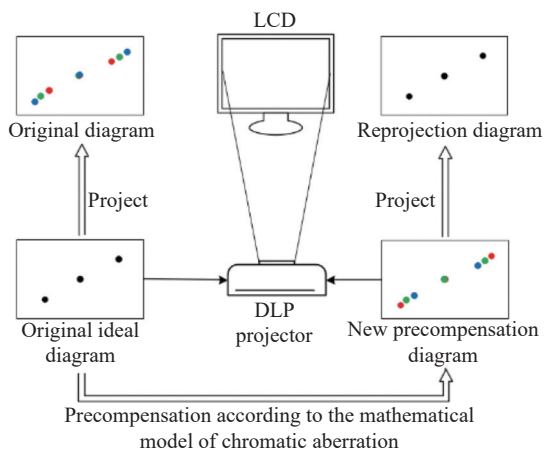 LCD
Original diagram
Reprojection diagram
Project
Project
Original ideal
diagram
DLP
projector
New precompensation
diagram
Precompensation according to the mathematical
model of chromatic aberration